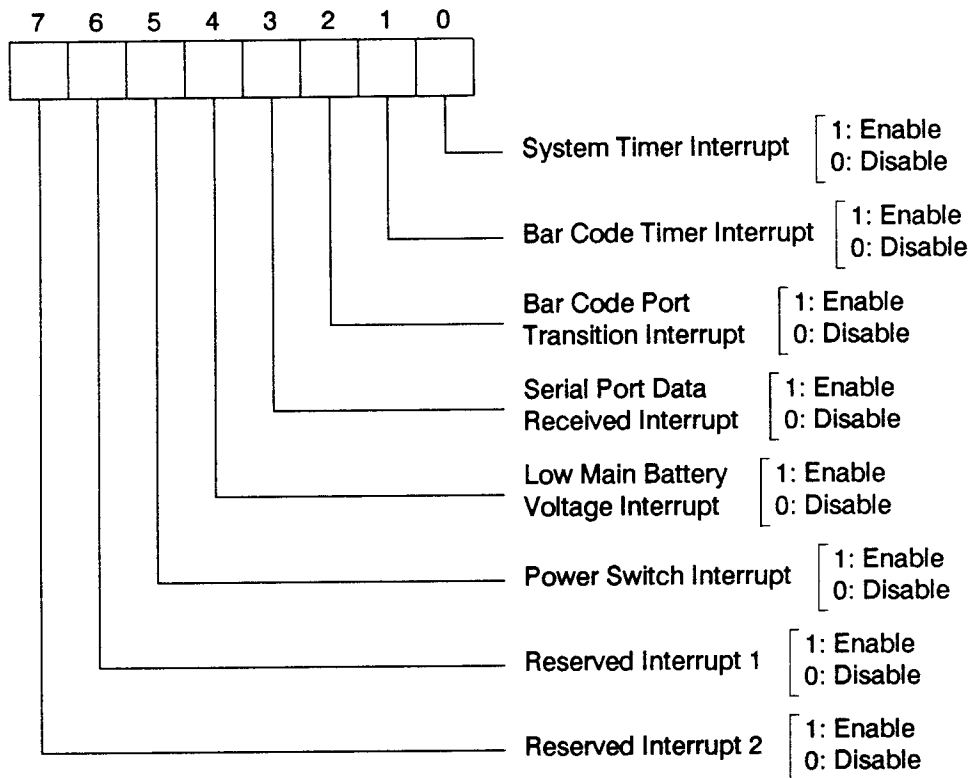 7 6 5 4 3 2 1 0
System Timer Interrupt 1: Enable
0: Disable
Bar Code Timer Interrupt 1: Enable
0: Disable
Bar Code Port 1: Enable
Transition Interrupt 0: Disable
Serial Port Data 1: Enable
Received Interrupt 0: Disable
Low Main Battery 1: Enable
Voltage Interrupt 0: Disable
Power Switch Interrupt 1: Enable
0: Disable
Reserved Interrupt 1 1: Enable
0: Disable
Reserved Interrupt 2 1: Enable
0: Disable